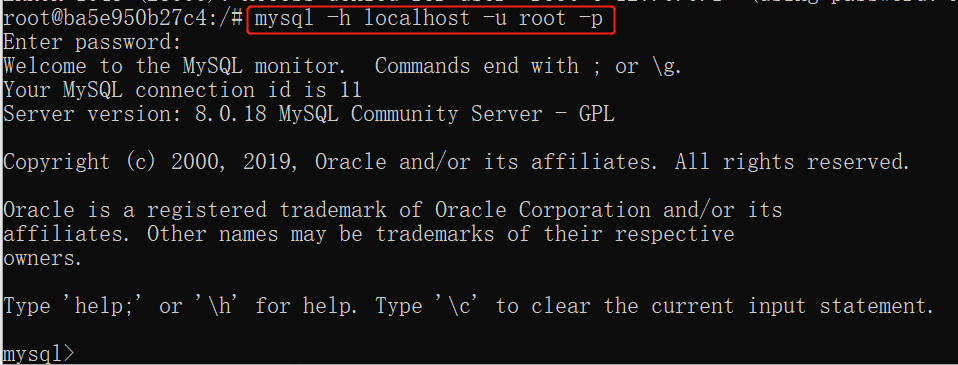 root@ba5e950b27c4:/# mysql -h localhost -u root -p
Enter password:
Welcome to the MySQL monitor.  Commands end with ; or \g.
Your MySQL connection id is 11
Server version: 8.0.18 MySQL Community Server - GPL
Copyright (c) 2000, 2019, Oracle and/or its affiliates. All rights reserved.
Oracle is a registered trademark of Oracle Corporation and/or its
affiliates. Other names may be trademarks of their respective
owners.
Type 'help;' or '\h' for help. Type '\c' to clear the current input statement.
mysql>